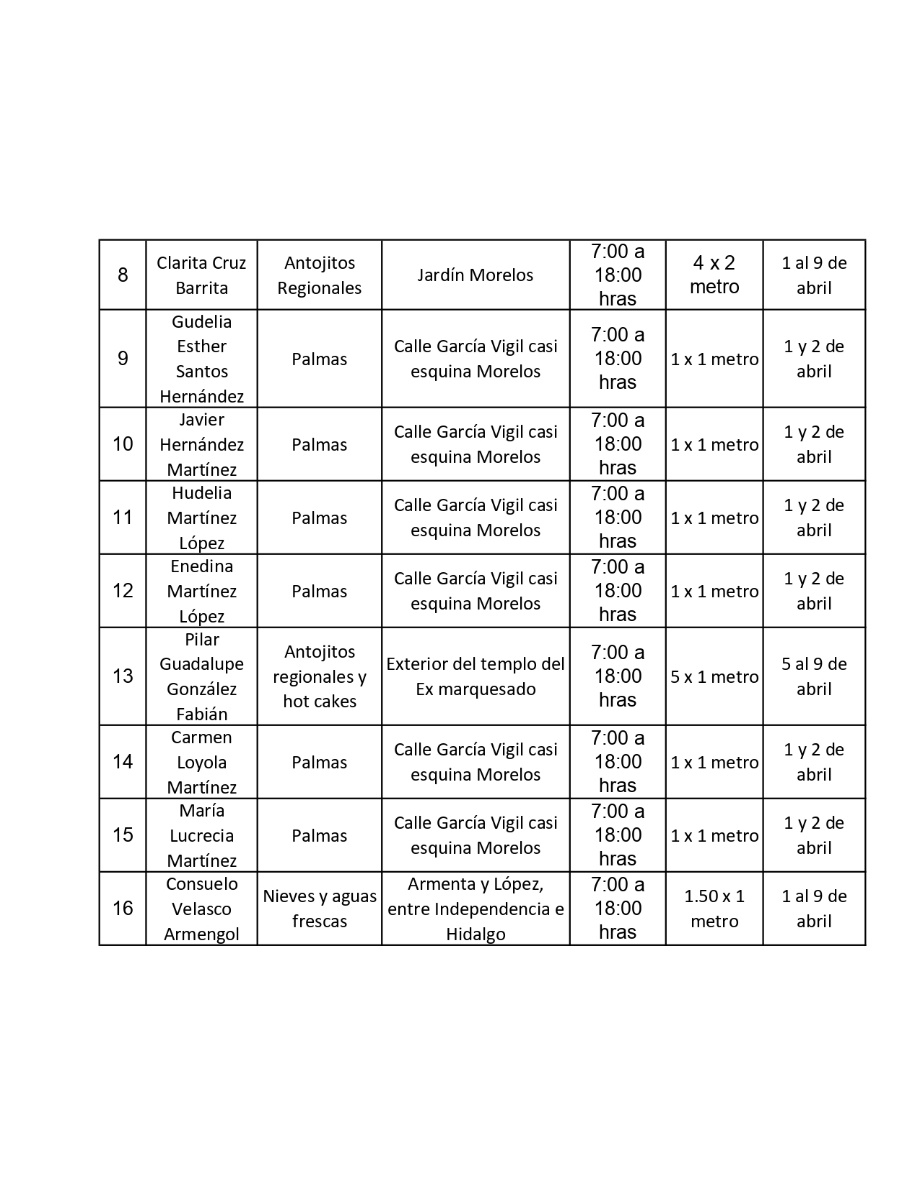 8
Clarita Cruz
Barrita
Antojitos
Regionales
Jardín Morelos
7:00 a
18:00
hras
4 x 2
metro
1 al 9 de
abril
9
Gudelia
Esther
Santos
Hernández
Palmas
Calle García Vigil casi
esquina Morelos
7:00 a
18:00
hras
1 x 1 metro
1 y 2 de
abril
10
Javier
Hernández
Martínez
Palmas
Calle García Vigil casi
esquina Morelos
7:00 a
18:00
hras
1 x 1 metro
1 y 2 de
abril
11
Hudelia
Martínez
López
Palmas
Calle García Vigil casi
esquina Morelos
7:00 a
18:00
hras
1 x 1 metro
1 y 2 de
abril
12
Enedina
Martínez
López
Palmas
Calle García Vigil casi
esquina Morelos
7:00 a
18:00
hras
1 x 1 metro
1 y 2 de
abril
13
Pilar
Guadalupe
González
Fabián
Antojitos
regionales y
hot cakes
Exterior del templo del
Ex marquesado
7:00 a
18:00
hras
5 x 1 metro
5 al 9 de
abril
14
Carmen
Loyola
Martínez
Palmas
Calle García Vigil casi
esquina Morelos
7:00 a
18:00
hras
1 x 1 metro
1 y 2 de
abril
15
María
Lucrecia
Martínez
Palmas
Calle García Vigil casi
esquina Morelos
7:00 a
18:00
hras
1 x 1 metro
1 y 2 de
abril
16
Consuelo
Velasco
Armengol
Nieves y aguas
frescas
Armenta y López,
entre Independencia e
Hidalgo
7:00 a
18:00
hras
1.50 x 1
metro
1 al 9 de
abril